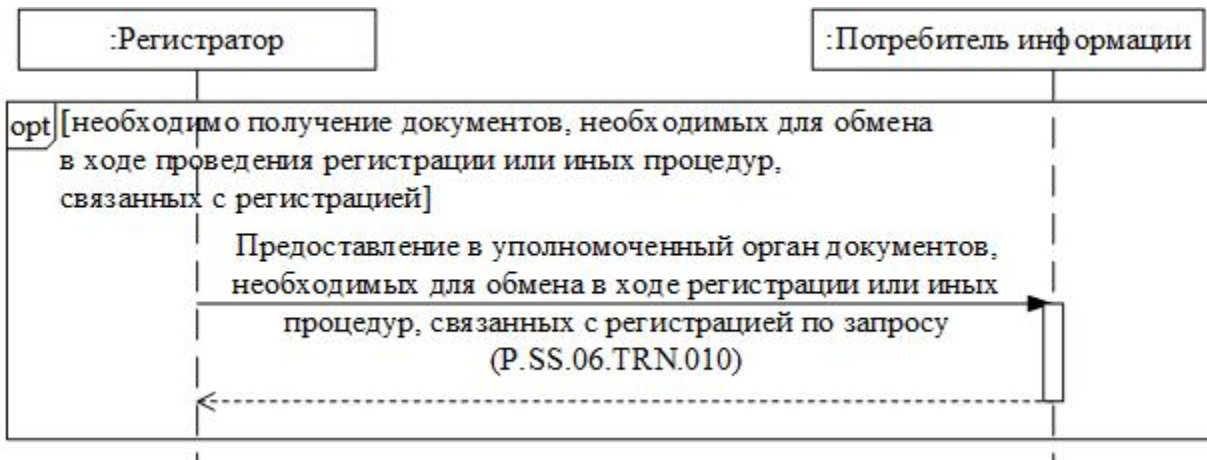 :Регистратор
:Потребитель информации
opt
[необходимо получение документов, необходимых для обмена
в ходе проведения регистрации или иных процедур,
связанных с регистрацией]
Предоставление в уполномоченный орган документов,
необходимых для обмена в ходе регистрации или иных
процедур, связанных с регистрацией по запросу
(P.SS.06.TRN.010)